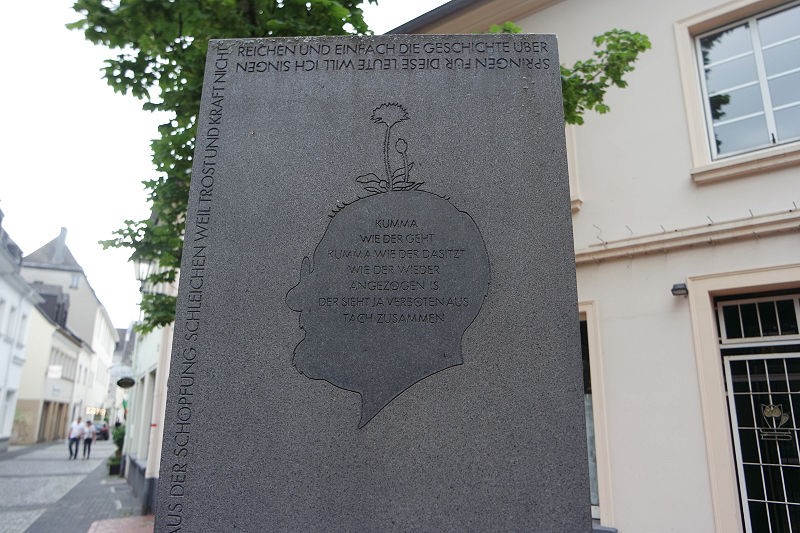 AUS DER SCHÖPFUNG SCHLEICHEN WEIL TROST UND KRAFT NICHT
REICHEN UND EINFACH DIE GESCHICHTE ÜBER
SPRINGEN FÜR DIESE LEUTE WILL ICH SINGEN
KUMMA
WIE DER GEHT
KUMMA WIE DER DASITZT
WIE DER WIEDER
ANGEZOGEN IS
DER SIEHT JA VERBOTEN AUS
TACH ZUSAMMEN